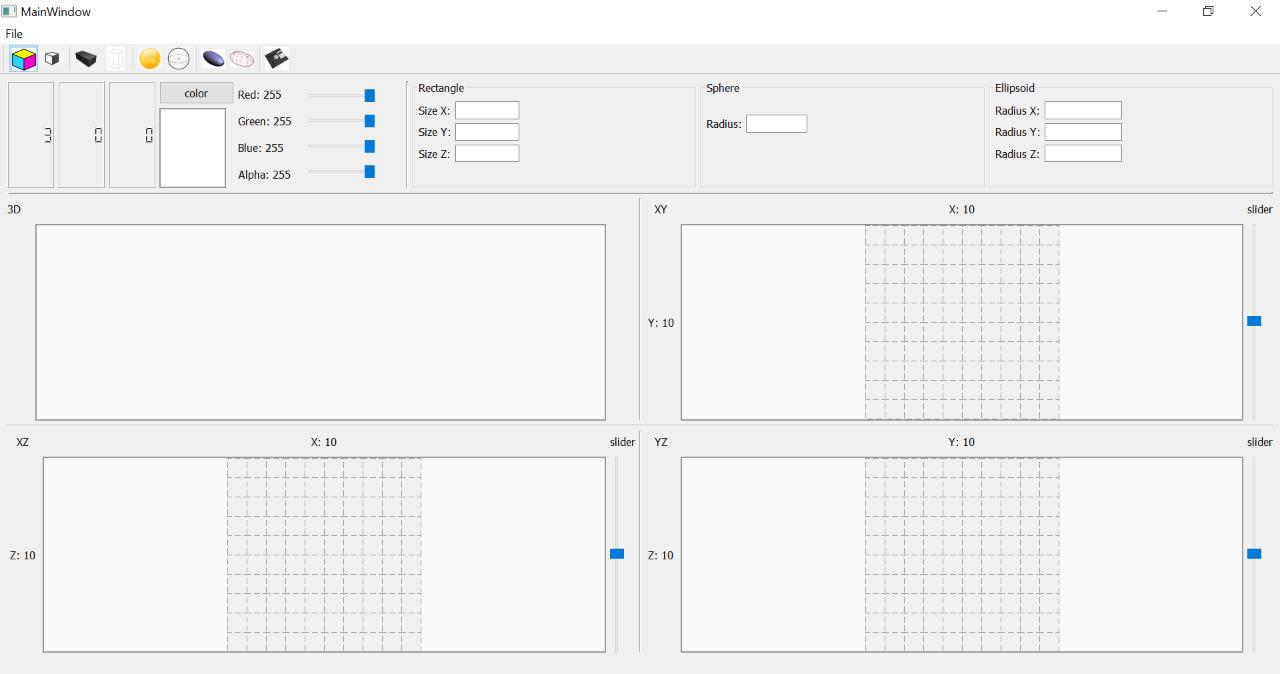 MainWindow
File
color
Red: 255
Green: 255
Blue: 255
Alpha: 255
Rectangle
Size X:
Size Y:
Size Z:
Sphere
Radius:
Ellipsoid
Radius X:
Radius Y:
Radius Z:
3D
XY
X: 10
slider
Y: 10
XZ
X: 10
slider
Z: 10
YZ
Y: 10
slider
Z: 10